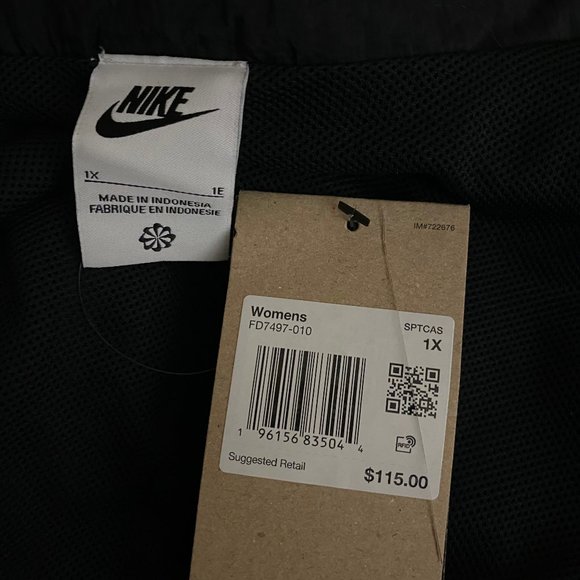 NIKE
1X
1E
MADE IN INDONESIA
FABRIQUE EN INDONESIE
IM#722676
Womens
FD7497-010
SPTCAS
1X
1 96156 83504 4
RFID
Suggested Retail
$115.00